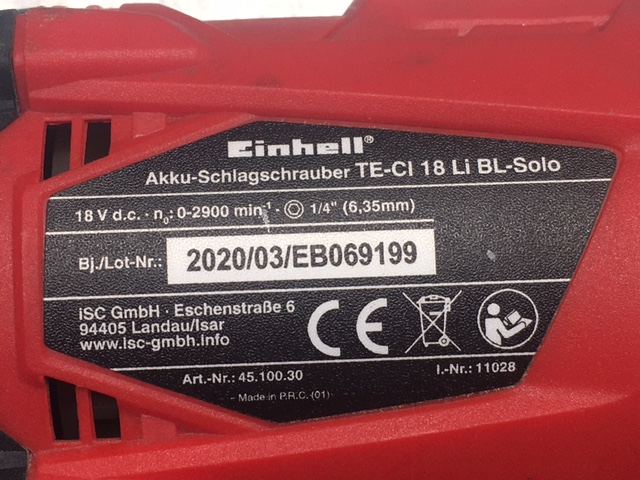 Einhell®
Akku-Schlagschrauber TE-CI 18 Li BL-Solo
18 V d.c. · n₀: 0-2900 min⁻¹ · 1/4" (6,35mm)
Bj./Lot-Nr.: 2020/03/EB069199
iSC GmbH · Eschenstraße 6
94405 Landau/Isar
www.isc-gmbh.info
CE
Art.-Nr.: 45.100.30 I.-Nr.: 11028
Made in P.R.C. (01)